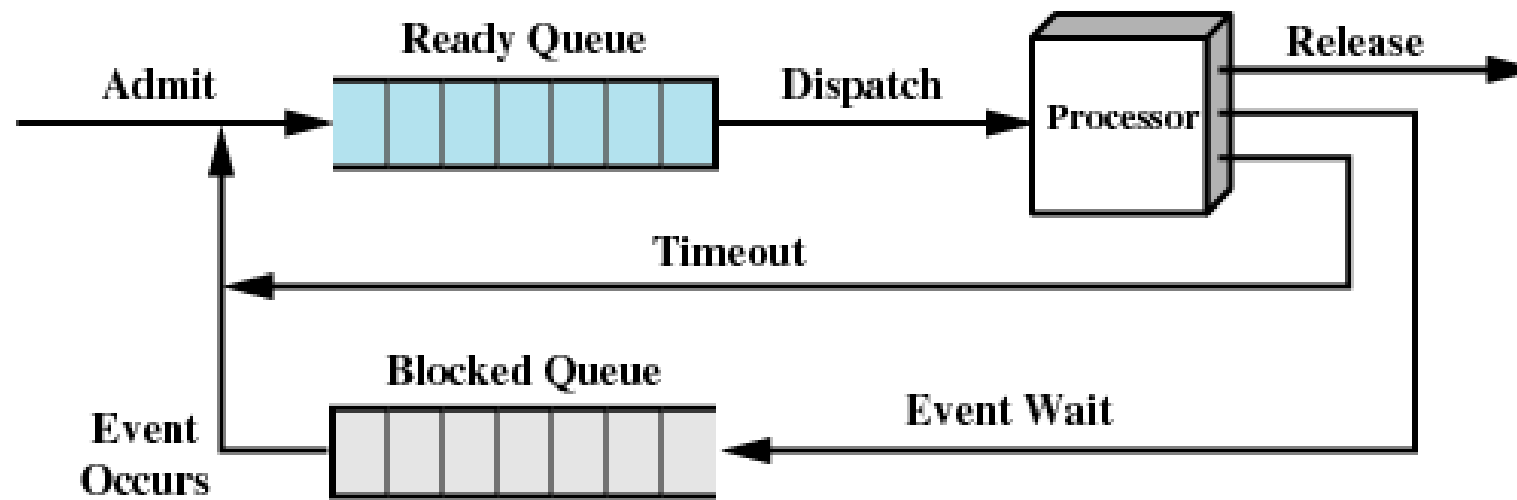 Ready Queue
Admit
Dispatch
Processor
Release
Timeout
Blocked Queue
Event Wait
Event
Occurs